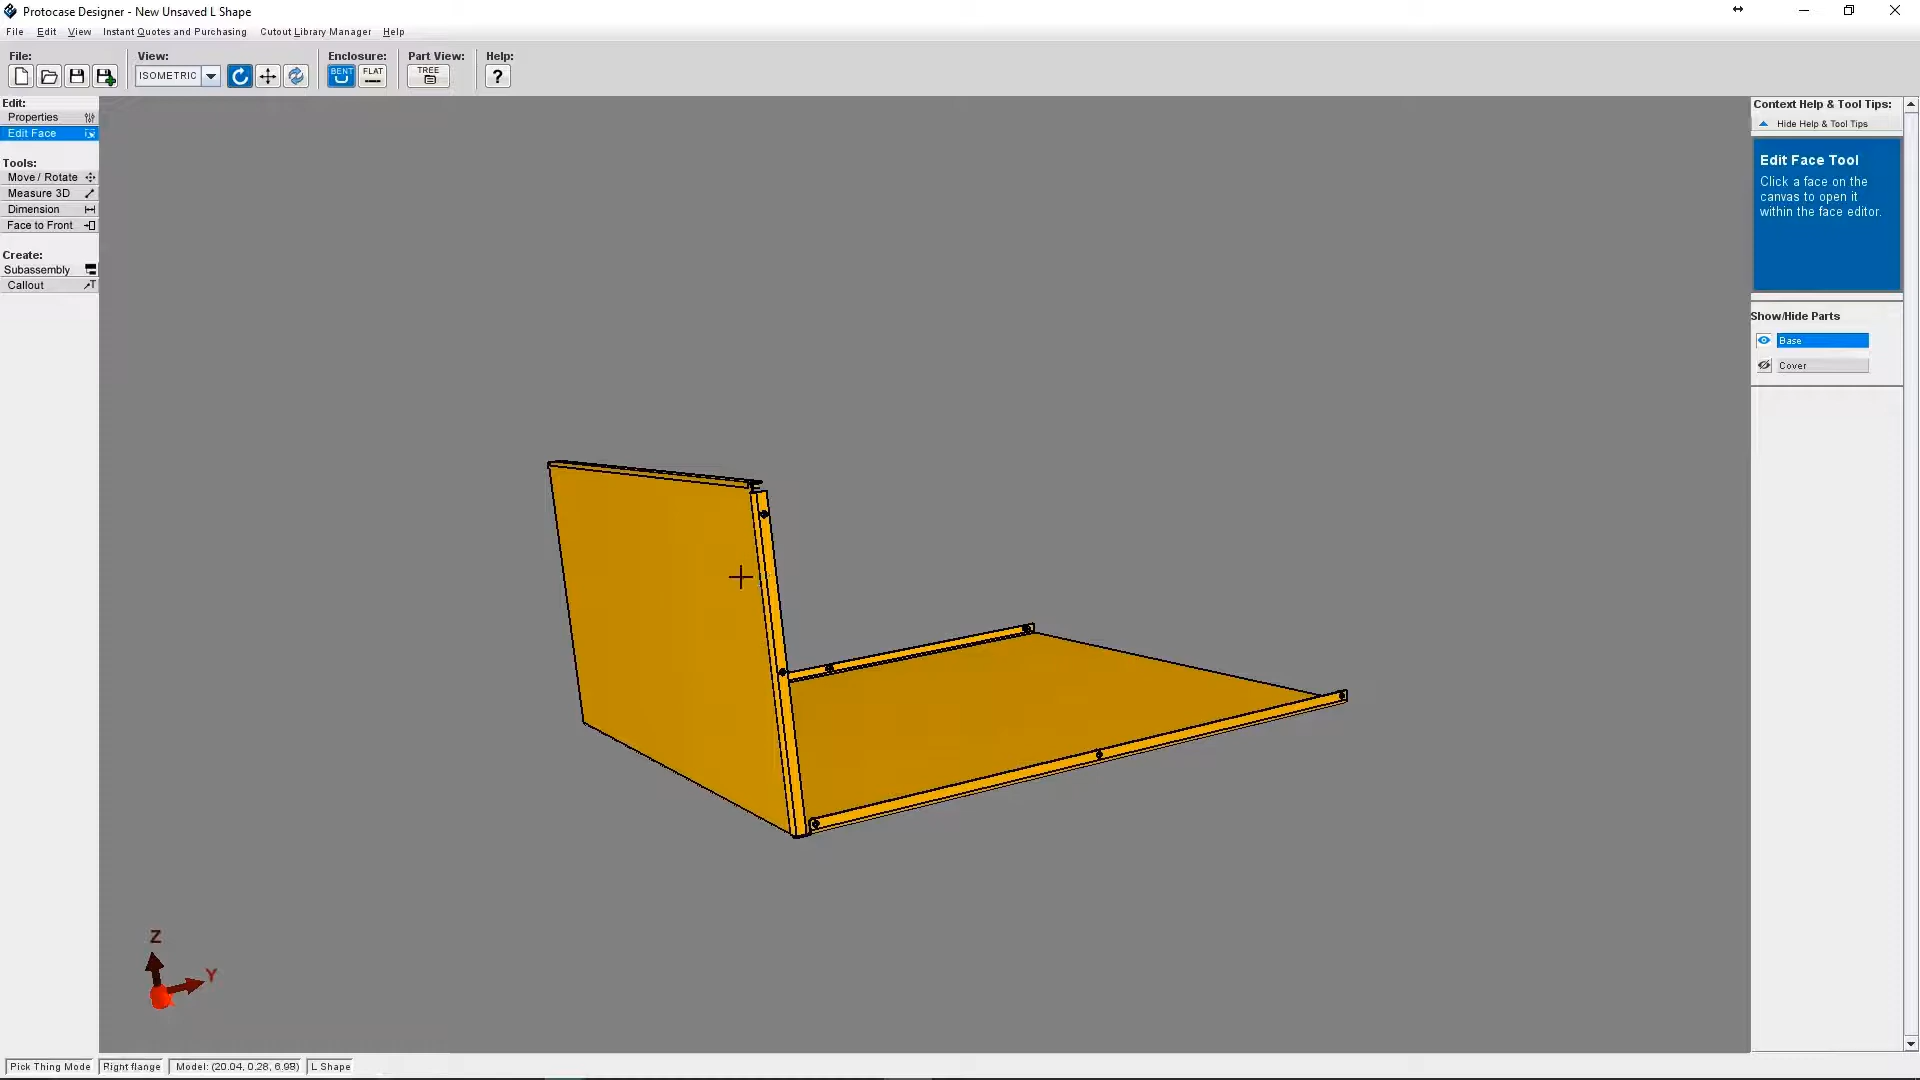 Protocase Designer - New Unsaved L Shape
File Edit View Instant Quotes and Purchasing Cutout Library Manager Help
File: View: Enclosure: Part View: Help:
ISOMETRIC BENT FLAT TREE ?
Edit:
Properties
Edit Face
Tools:
Move / Rotate
Measure 3D
Dimension
Face to Front
Create:
Subassembly
Callout
T
Context Help & Tool Tips:
Hide Help & Tool Tips
Edit Face Tool
Click a face on the
canvas to open it
within the face editor.
Show/Hide Parts
Base
Cover
Z
Y
Pick Thing Mode Right flange Model: (20.04, 0.28, 6.98) L Shape